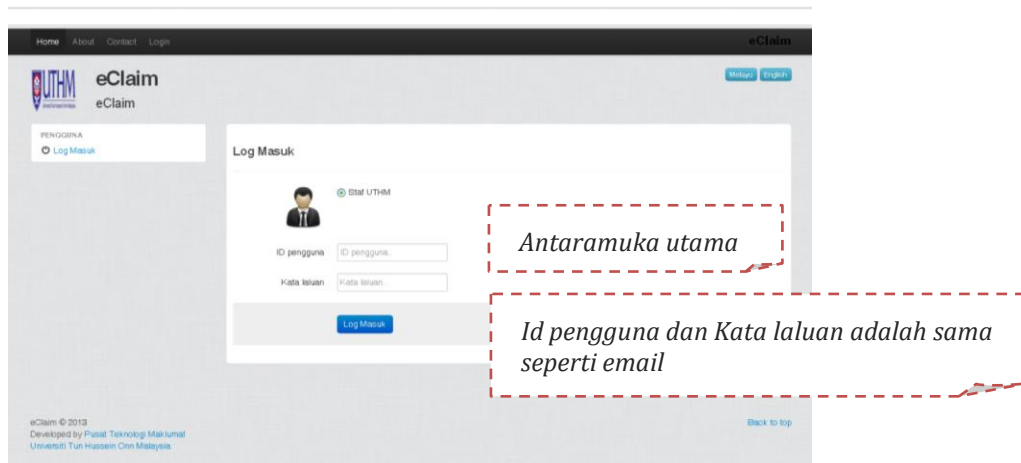 Home About Contact Login eClaim
UTHM
eClaim
eClaim
Melayu English
PENGGUNA
Log Masuk
Log Masuk
Staf UTHM
ID pengguna ID pengguna..
Kata laluan Kata laluan..
Log Masuk
Antaramuka utama
Id pengguna dan Kata laluan adalah sama
seperti email
eClaim © 2013
Developed by Pusat Teknologi Maklumat
Universiti Tun Hussein Onn Malaysia
Back to top